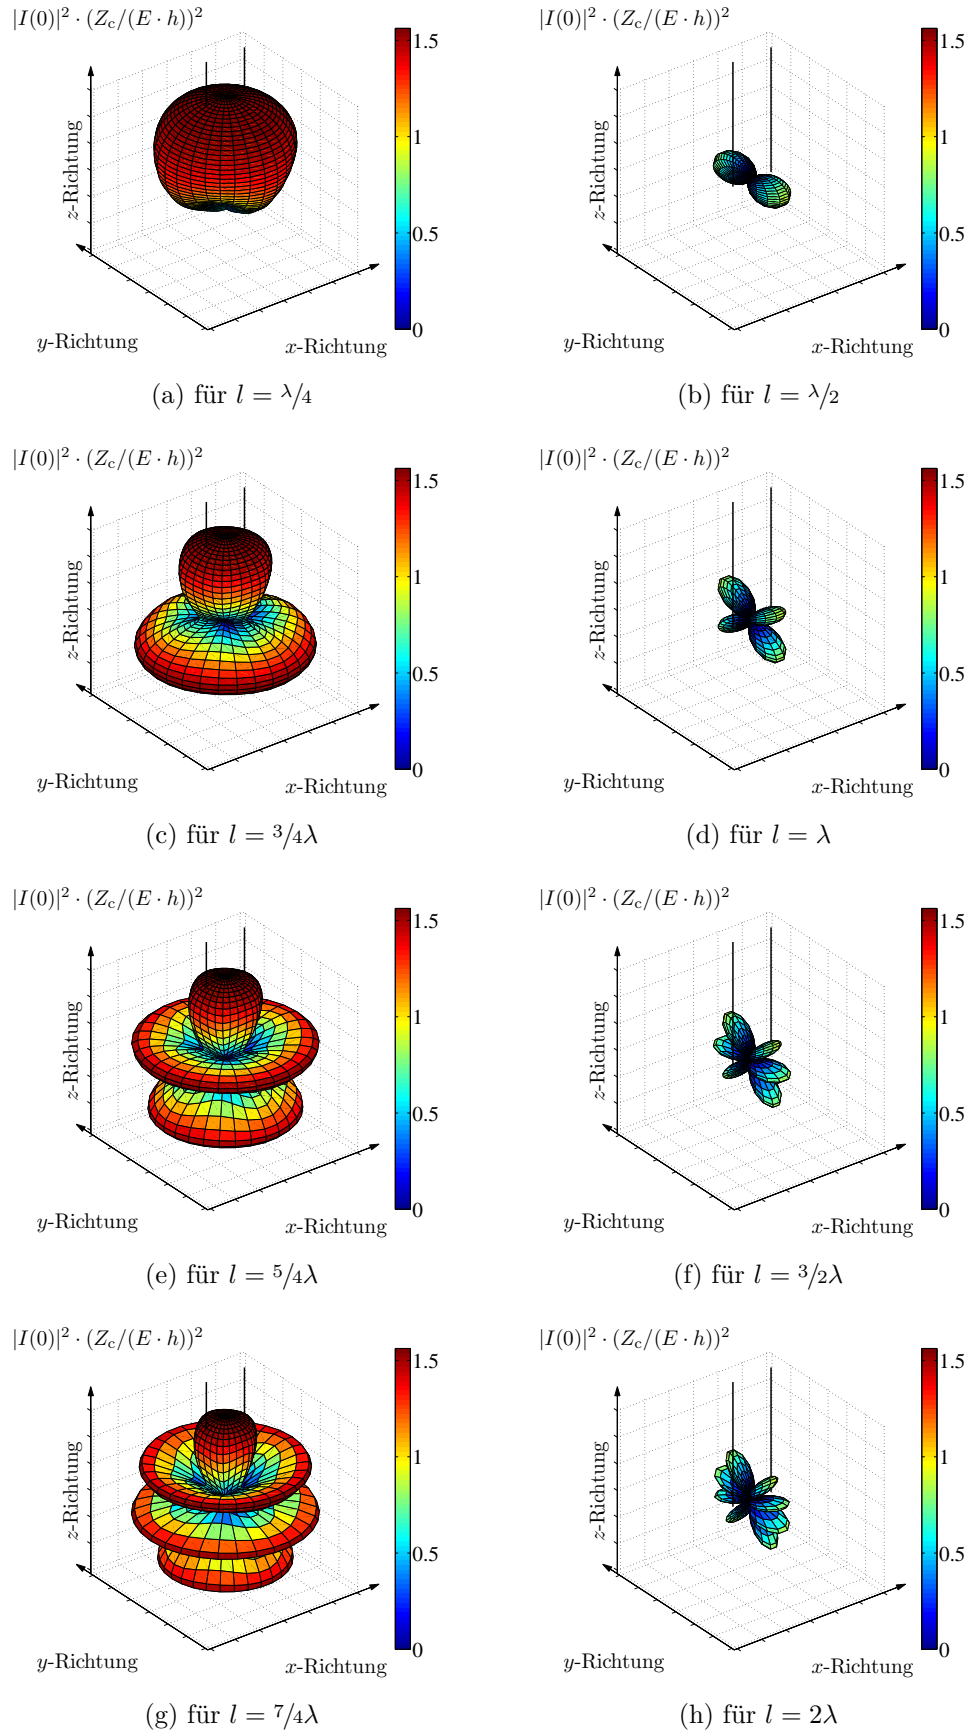 |I(0)|² · (Z_c/(E · h))²
1.5
1
0.5
0
z-Richtung
y-Richtung
x-Richtung
(a) für l = λ/4
|I(0)|² · (Z_c/(E · h))²
1.5
1
0.5
0
z-Richtung
y-Richtung
x-Richtung
(b) für l = λ/2
|I(0)|² · (Z_c/(E · h))²
1.5
1
0.5
0
z-Richtung
y-Richtung
x-Richtung
(c) für l = 3/4λ
|I(0)|² · (Z_c/(E · h))²
1.5
1
0.5
0
z-Richtung
y-Richtung
x-Richtung
(d) für l = λ
|I(0)|² · (Z_c/(E · h))²
1.5
1
0.5
0
z-Richtung
y-Richtung
x-Richtung
(e) für l = 5/4λ
|I(0)|² · (Z_c/(E · h))²
1.5
1
0.5
0
z-Richtung
y-Richtung
x-Richtung
(f) für l = 3/2λ
|I(0)|² · (Z_c/(E · h))²
1.5
1
0.5
0
z-Richtung
y-Richtung
x-Richtung
(g) für l = 7/4λ
|I(0)|² · (Z_c/(E · h))²
1.5
1
0.5
0
z-Richtung
y-Richtung
x-Richtung
(h) für l = 2λ